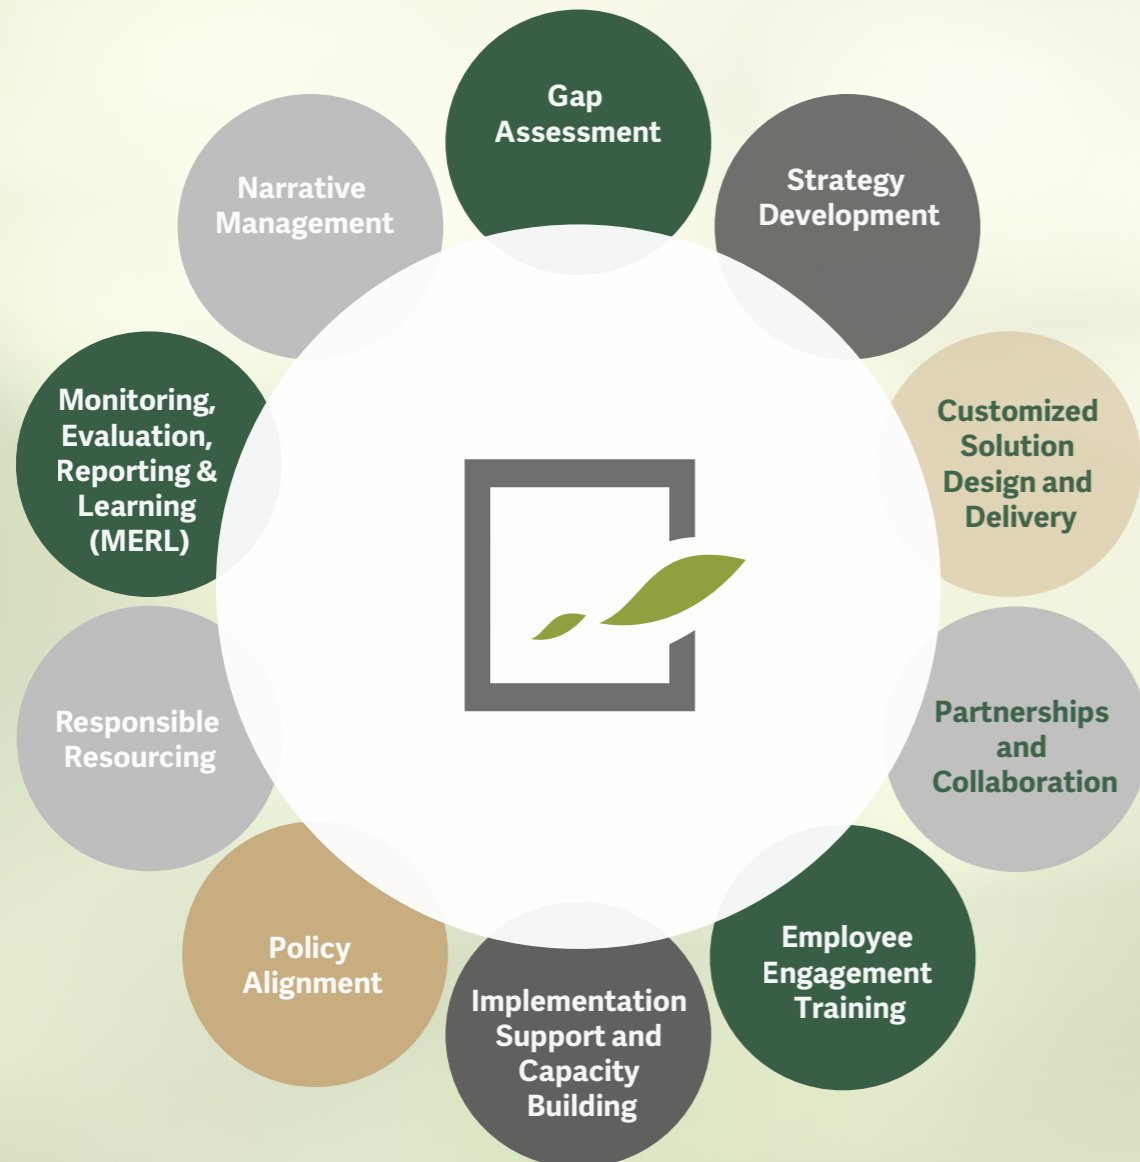 Gap
Assessment
Strategy
Development
Customized
Solution
Design and
Delivery
Partnerships
and
Collaboration
Employee
Engagement
Training
Implementation
Support and
Capacity
Building
Policy
Alignment
Responsible
Resourcing
Monitoring,
Evaluation,
Reporting &
Learning
(MERL)
Narrative
Management